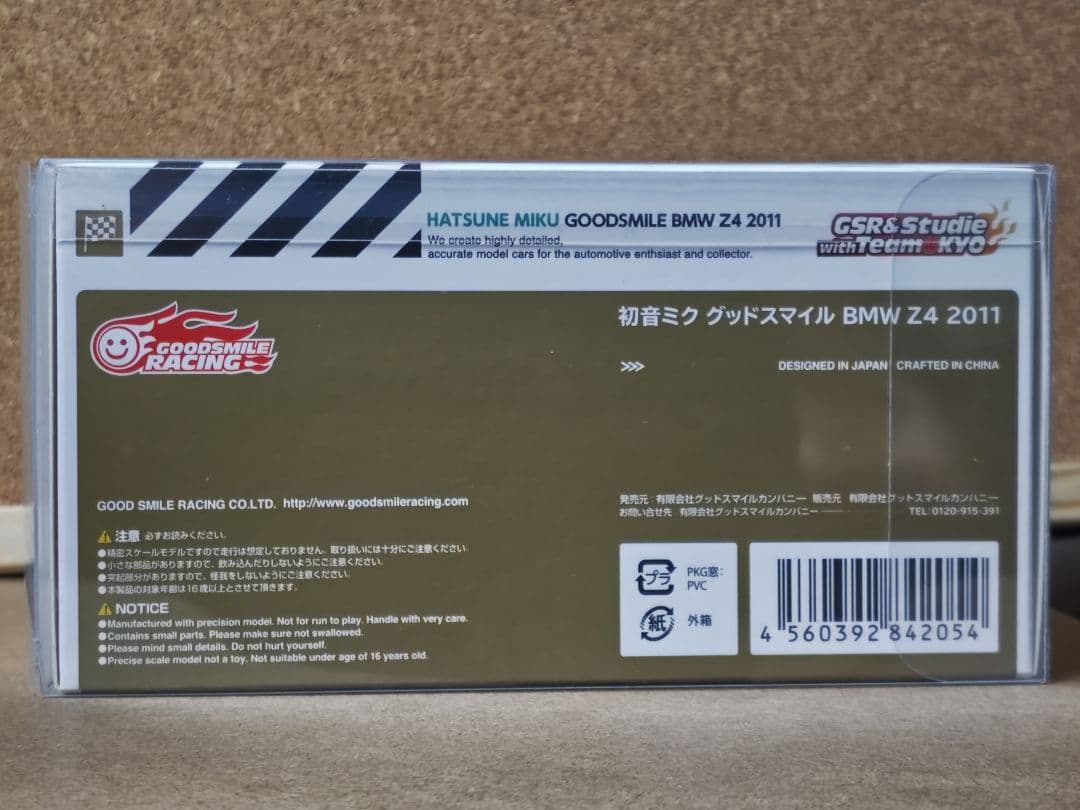 HATSUNE MIKU GOODSMILE BMW Z4 2011
We create highly detailed,
accurate model cars for the automotive enthsiast and collector.
GSR&Studie
with Team UKYO
GOODSMILE
RACING
初音ミク グッドスマイル BMW Z4 2011
DESIGNED IN JAPAN CRAFTED IN CHINA
GOOD SMILE RACING CO.LTD. http://www.goodsmileracing.com
発売元:有限会社グッドスマイルカンパニー 販売元 有限会社グッドスマイルカンパニー
お問い合せ先 有限会社グッドスマイルカンパニー TEL:0120-915-391
注意 必ずお読みください。
●精密スケールモデルですので走行は想定しておりません。取り扱いには十分にご注意ください。
●小さな部品がありますので、飲み込んだりしないようにご注意ください。
●突起部分がありますので、怪我をしないようにご注意ください。
●本製品の対象年齢は16歳以上とさせて頂きます。
NOTICE
●Manufactured with precision model. Not for run to play. Handle with very care.
●Contains small parts. Please make sure not swallowed.
●Please mind small details. Do not hurt yourself.
●Precise scale model not a toy. Not suitable under age of 16 years old.
プラ PKG窓:
PVC
紙 外箱
4 560392 842054